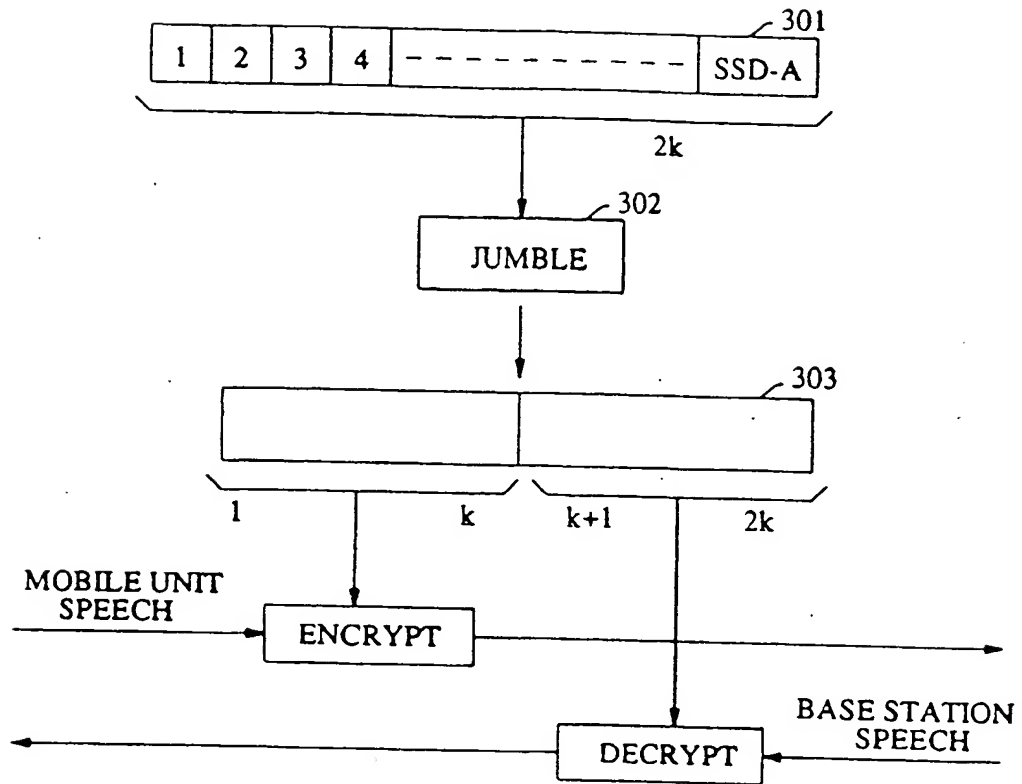 301
1 2 3 4 - - - - - - - - - - - SSD-A
2k
302
JUMBLE
303
1 k k+1 2k
MOBILE UNIT
SPEECH
ENCRYPT
BASE STATION
SPEECH
DECRYPT